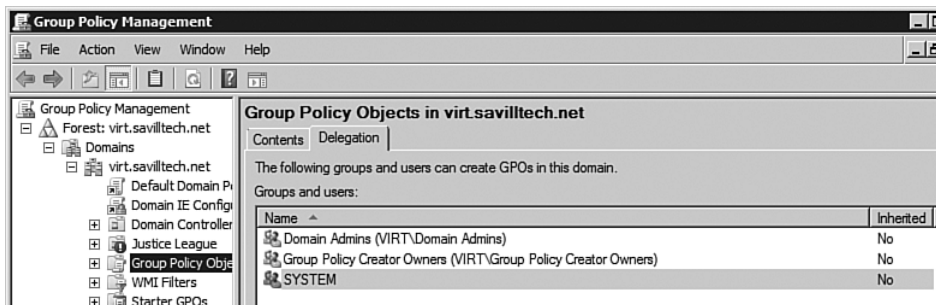 Group Policy Management
File Action View Window Help
Group Policy Management
Forest: virt.savilltech.net
Domains
virt.savilltech.net
Default Domain
Domain IE
Domain Controller
Justice League
Group Policy
WMI Filters
Starter GPOs
Group Policy Objects in virt.savilltech.net
Contents Delegation
The following groups and users can create GPOs in this domain.
Groups and users:
Name Inherited
Domain Admins (VIRT\Domain Admins) No
Group Policy Creator Owners (VIRT\Group Policy Creator Owners) No
SYSTEM No